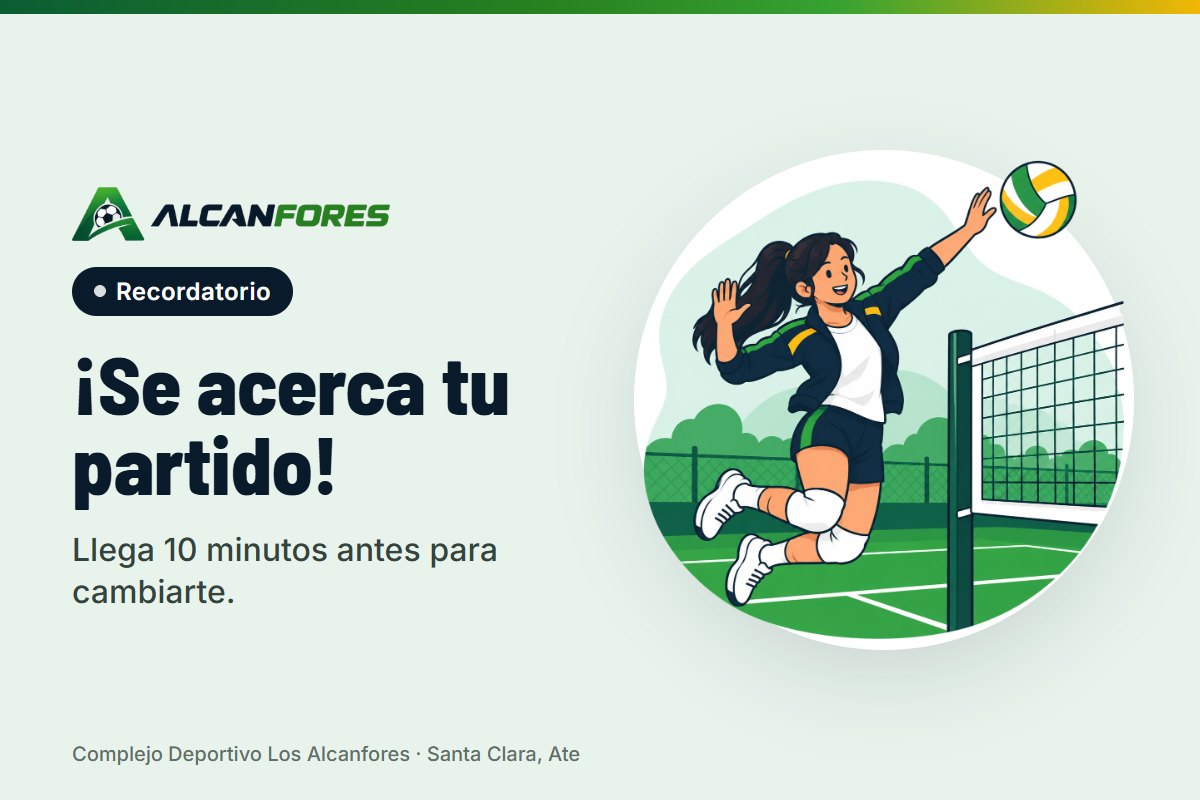 ALCANFORES
Recordatorio
¡Se acerca tu
partido!
Llega 10 minutos antes para
cambiarte.
Complejo Deportivo Los Alcanfores · Santa Clara, Ate